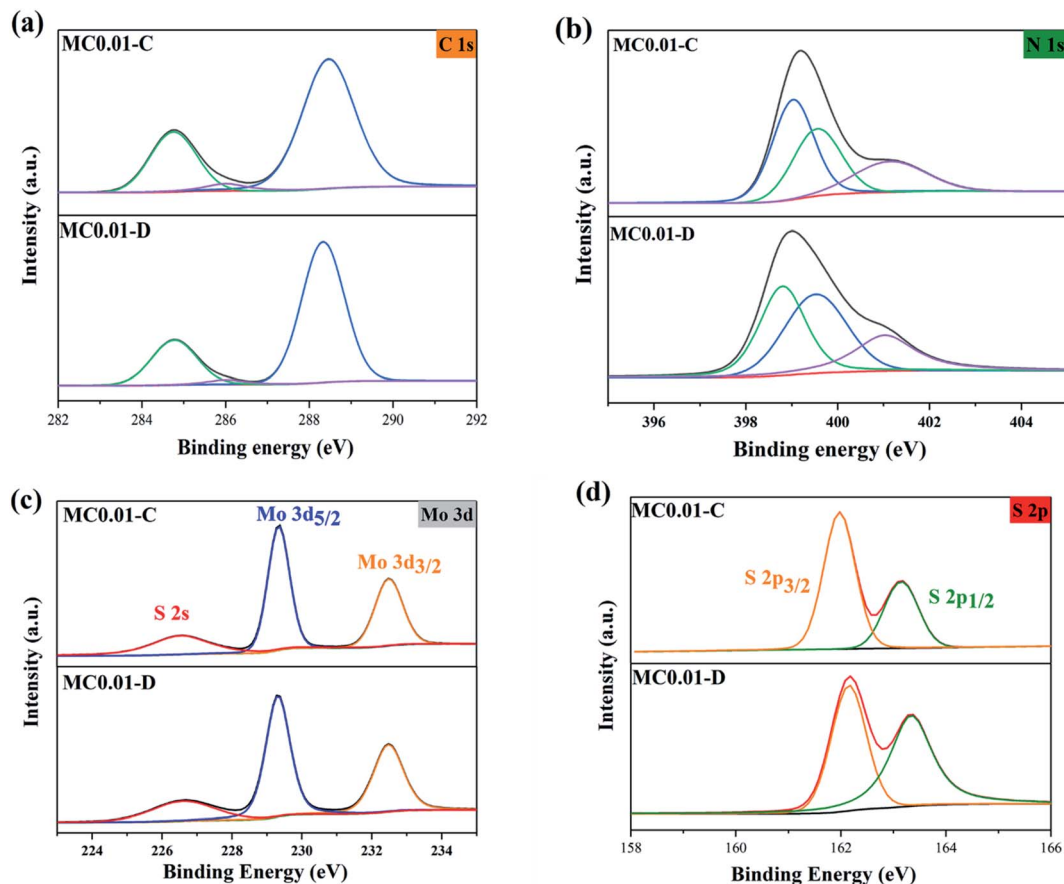 (a)
MC0.01-C
C 1s
MC0.01-D
Intensity (a.u.)
282 284 286 288 290 292
Binding energy (eV)
(b)
MC0.01-C
N 1s
MC0.01-D
Intensity (a.u.)
396 398 400 402 404
Binding energy (eV)
(c)
MC0.01-C
Mo 3d5/2
Mo 3d
Mo 3d3/2
S 2s
MC0.01-D
Intensity (a.u.)
224 226 228 230 232 234
Binding Energy (eV)
(d)
MC0.01-C
S 2p
S 2p3/2
S 2p1/2
MC0.01-D
Intensity (a.u.)
158 160 162 164 166
Binding Energy (eV)